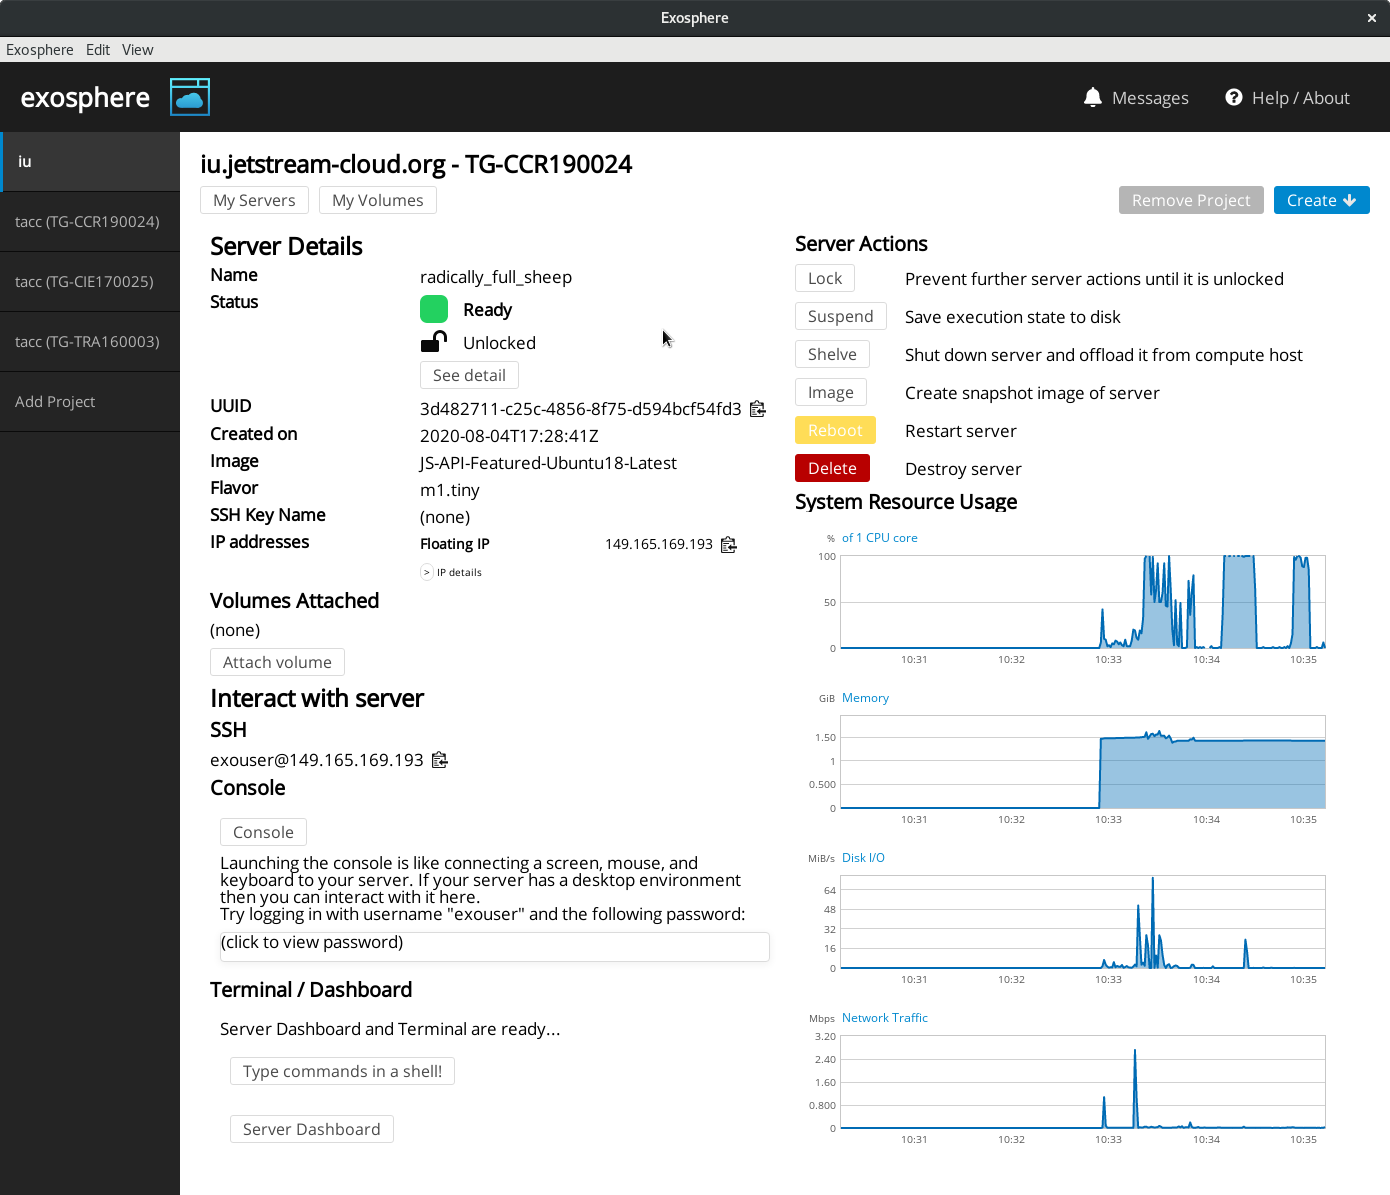 Exosphere
Exosphere Edit View
exosphere
Messages
Help / About
iu
tacc (TG-CCR190024)
tacc (TG-CIE170025)
tacc (TG-TRA160003)
Add Project
iu.jetstream-cloud.org - TG-CCR190024
My Servers
My Volumes
Remove Project
Create
Server Details
Name
radically_full_sheep
Status
Ready
Unlocked
See detail
UUID
3d482711-c25c-4856-8f75-d594bcf54fd3
Created on
2020-08-04T17:28:41Z
Image
JS-API-Featured-Ubuntu18-Latest
Flavor
m1.tiny
SSH Key Name
(none)
IP addresses
Floating IP
149.165.169.193
> IP details
Volumes Attached
(none)
Attach volume
Interact with server
SSH
exouser@149.165.169.193
Console
Console
Launching the console is like connecting a screen, mouse, and
keyboard to your server. If your server has a desktop environment
then you can interact with it here.
Try logging in with username "exouser" and the following password:
(click to view password)
Terminal / Dashboard
Server Dashboard and Terminal are ready...
Type commands in a shell!
Server Dashboard
Server Actions
Lock
Prevent further server actions until it is unlocked
Suspend
Save execution state to disk
Shelve
Shut down server and offload it from compute host
Image
Create snapshot image of server
Reboot
Restart server
Delete
Destroy server
System Resource Usage
% of 1 CPU core
100
50
0
10:31 10:32 10:33 10:34 10:35
GiB Memory
1.50
1
0.500
0
10:31 10:32 10:33 10:34 10:35
MiB/s Disk I/O
64
48
32
16
0
10:31 10:32 10:33 10:34 10:35
Mbps Network Traffic
3.20
2.40
1.60
0.800
0
10:31 10:32 10:33 10:34 10:35